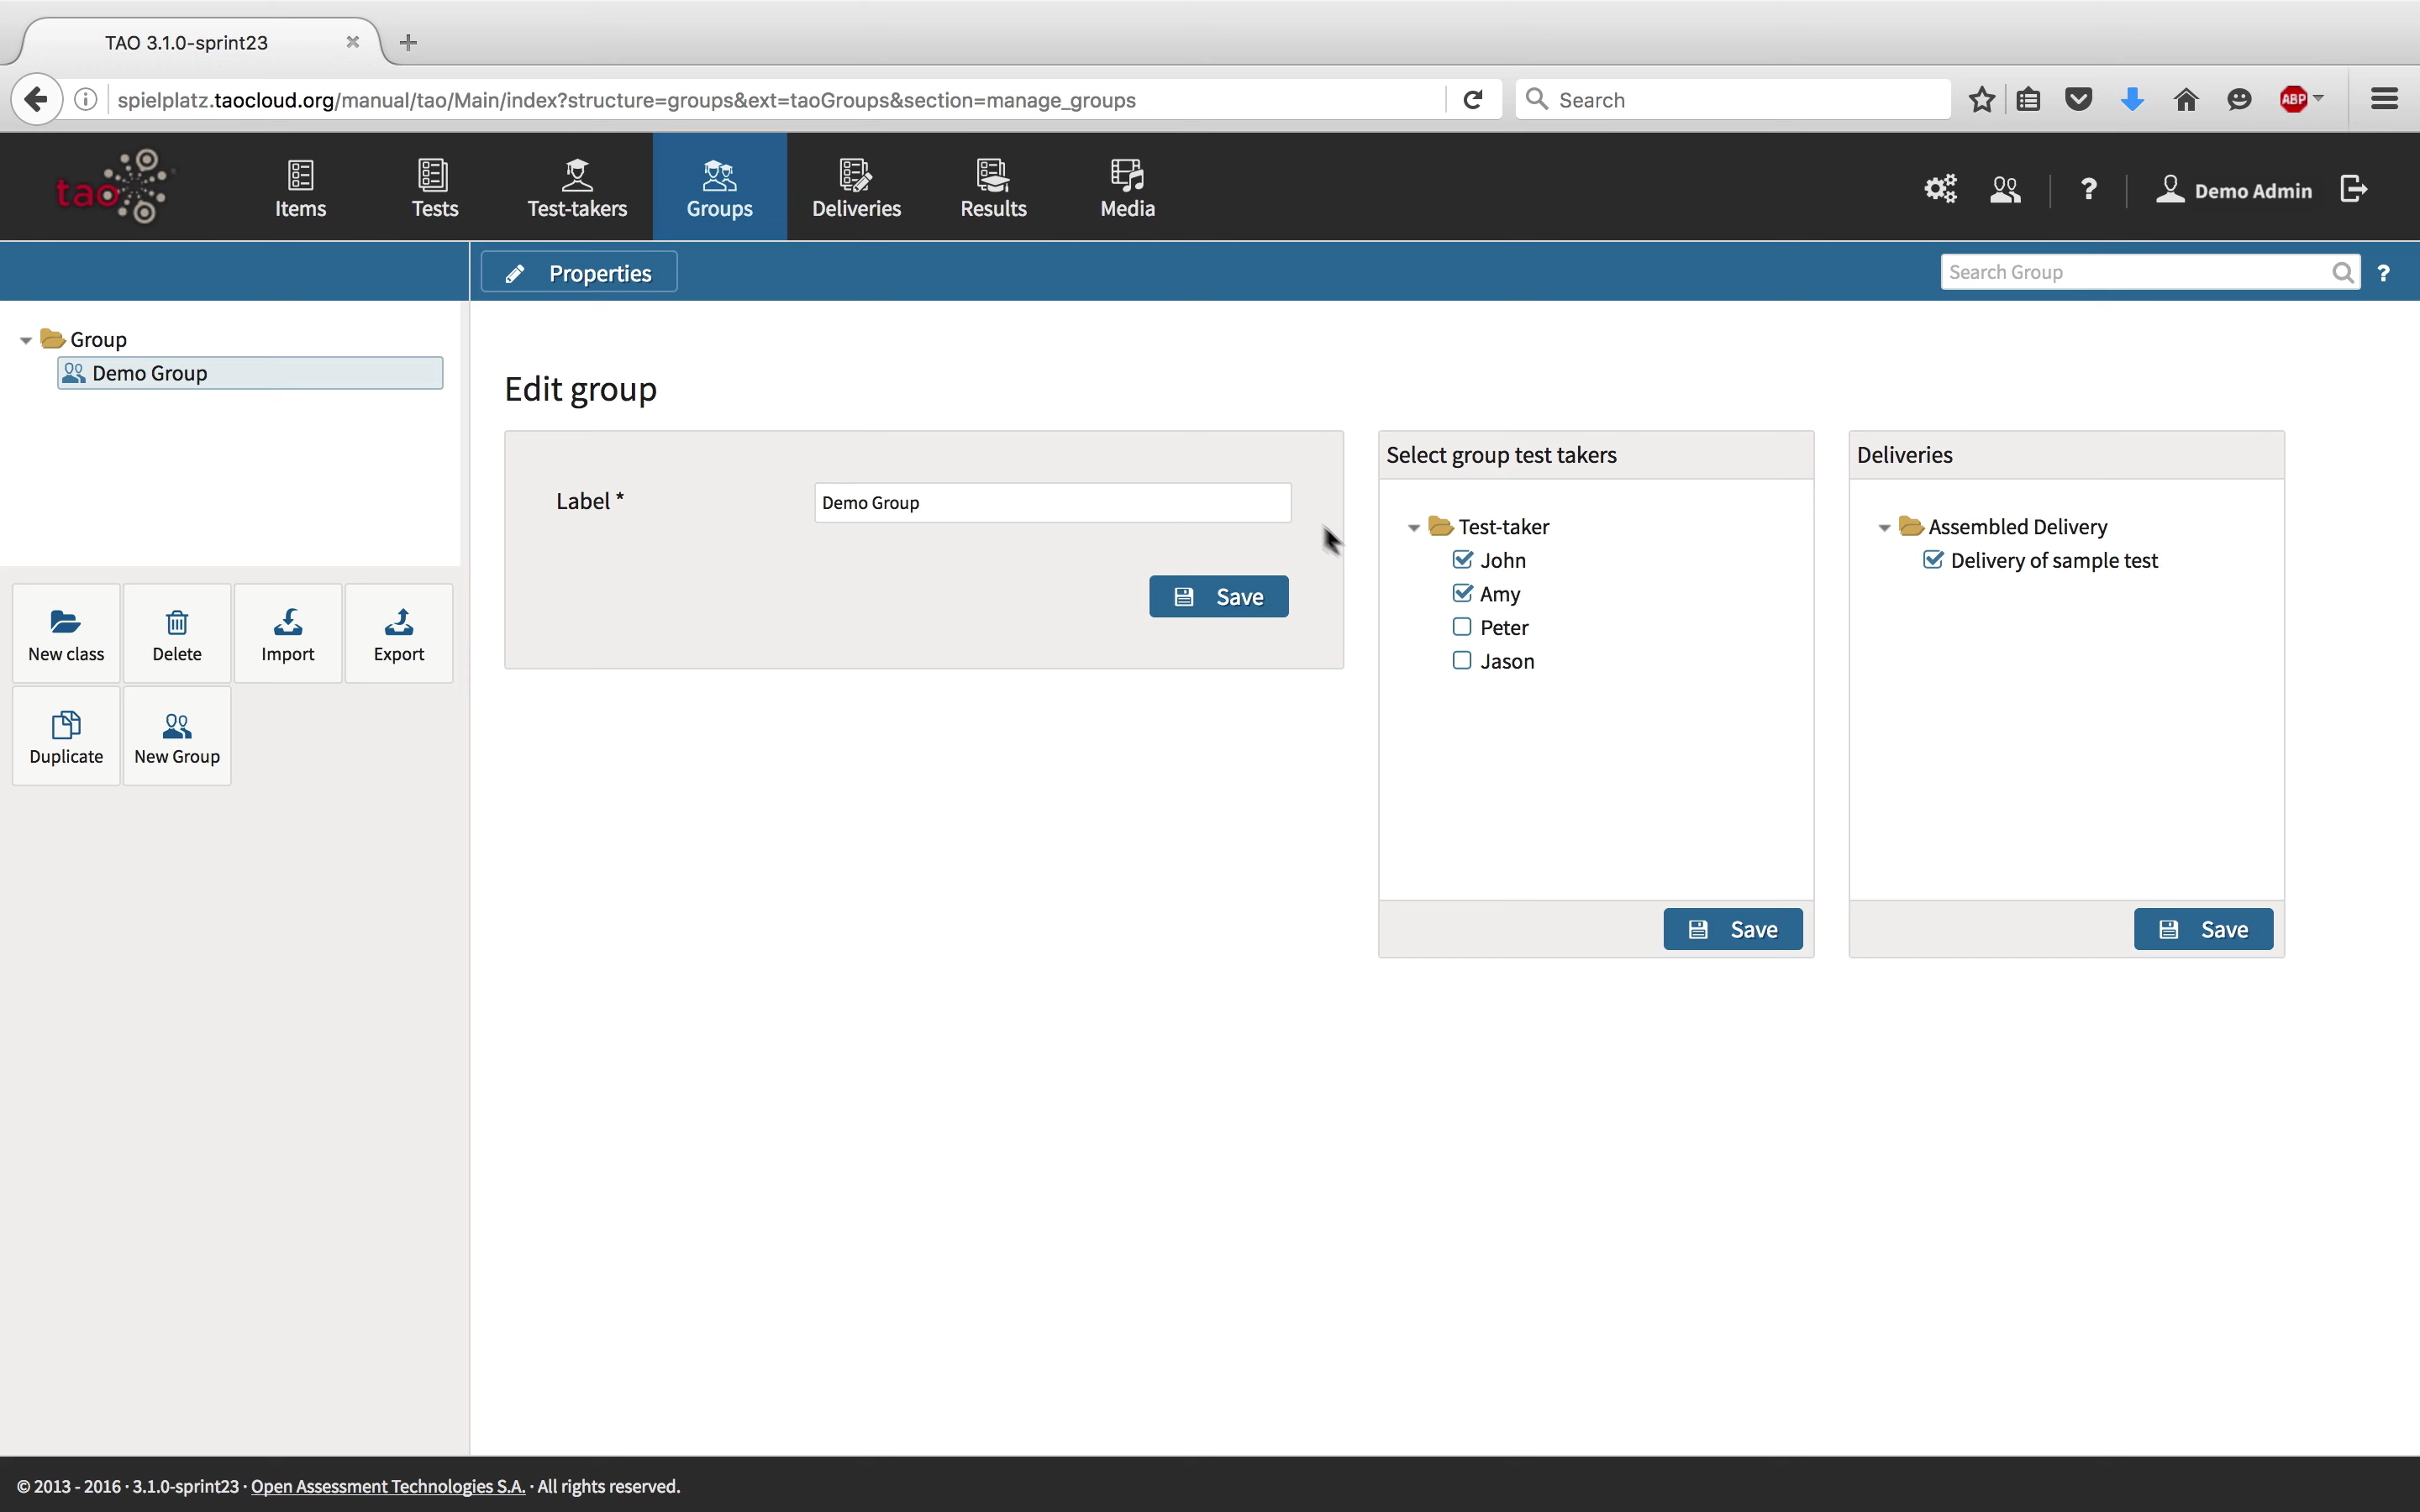 TAO 3.1.0-sprint23
spielplatz.taocloud.org/manual/tao/Main/index?structure=groups&ext=taoGroups&section=manage_groups
Search
ABP
tao
Items
Tests
Test-takers
Groups
Deliveries
Results
Media
?
Demo Admin
Properties
Search Group
?
Group
Demo Group
New class
Delete
Import
Export
Duplicate
New Group
Edit group
Label *
Demo Group
Save
Select group test takers
Test-taker
John
Amy
Peter
Jason
Save
Deliveries
Assembled Delivery
Delivery of sample test
Save
© 2013 - 2016 · 3.1.0-sprint23 · Open Assessment Technologies S.A. · All rights reserved.